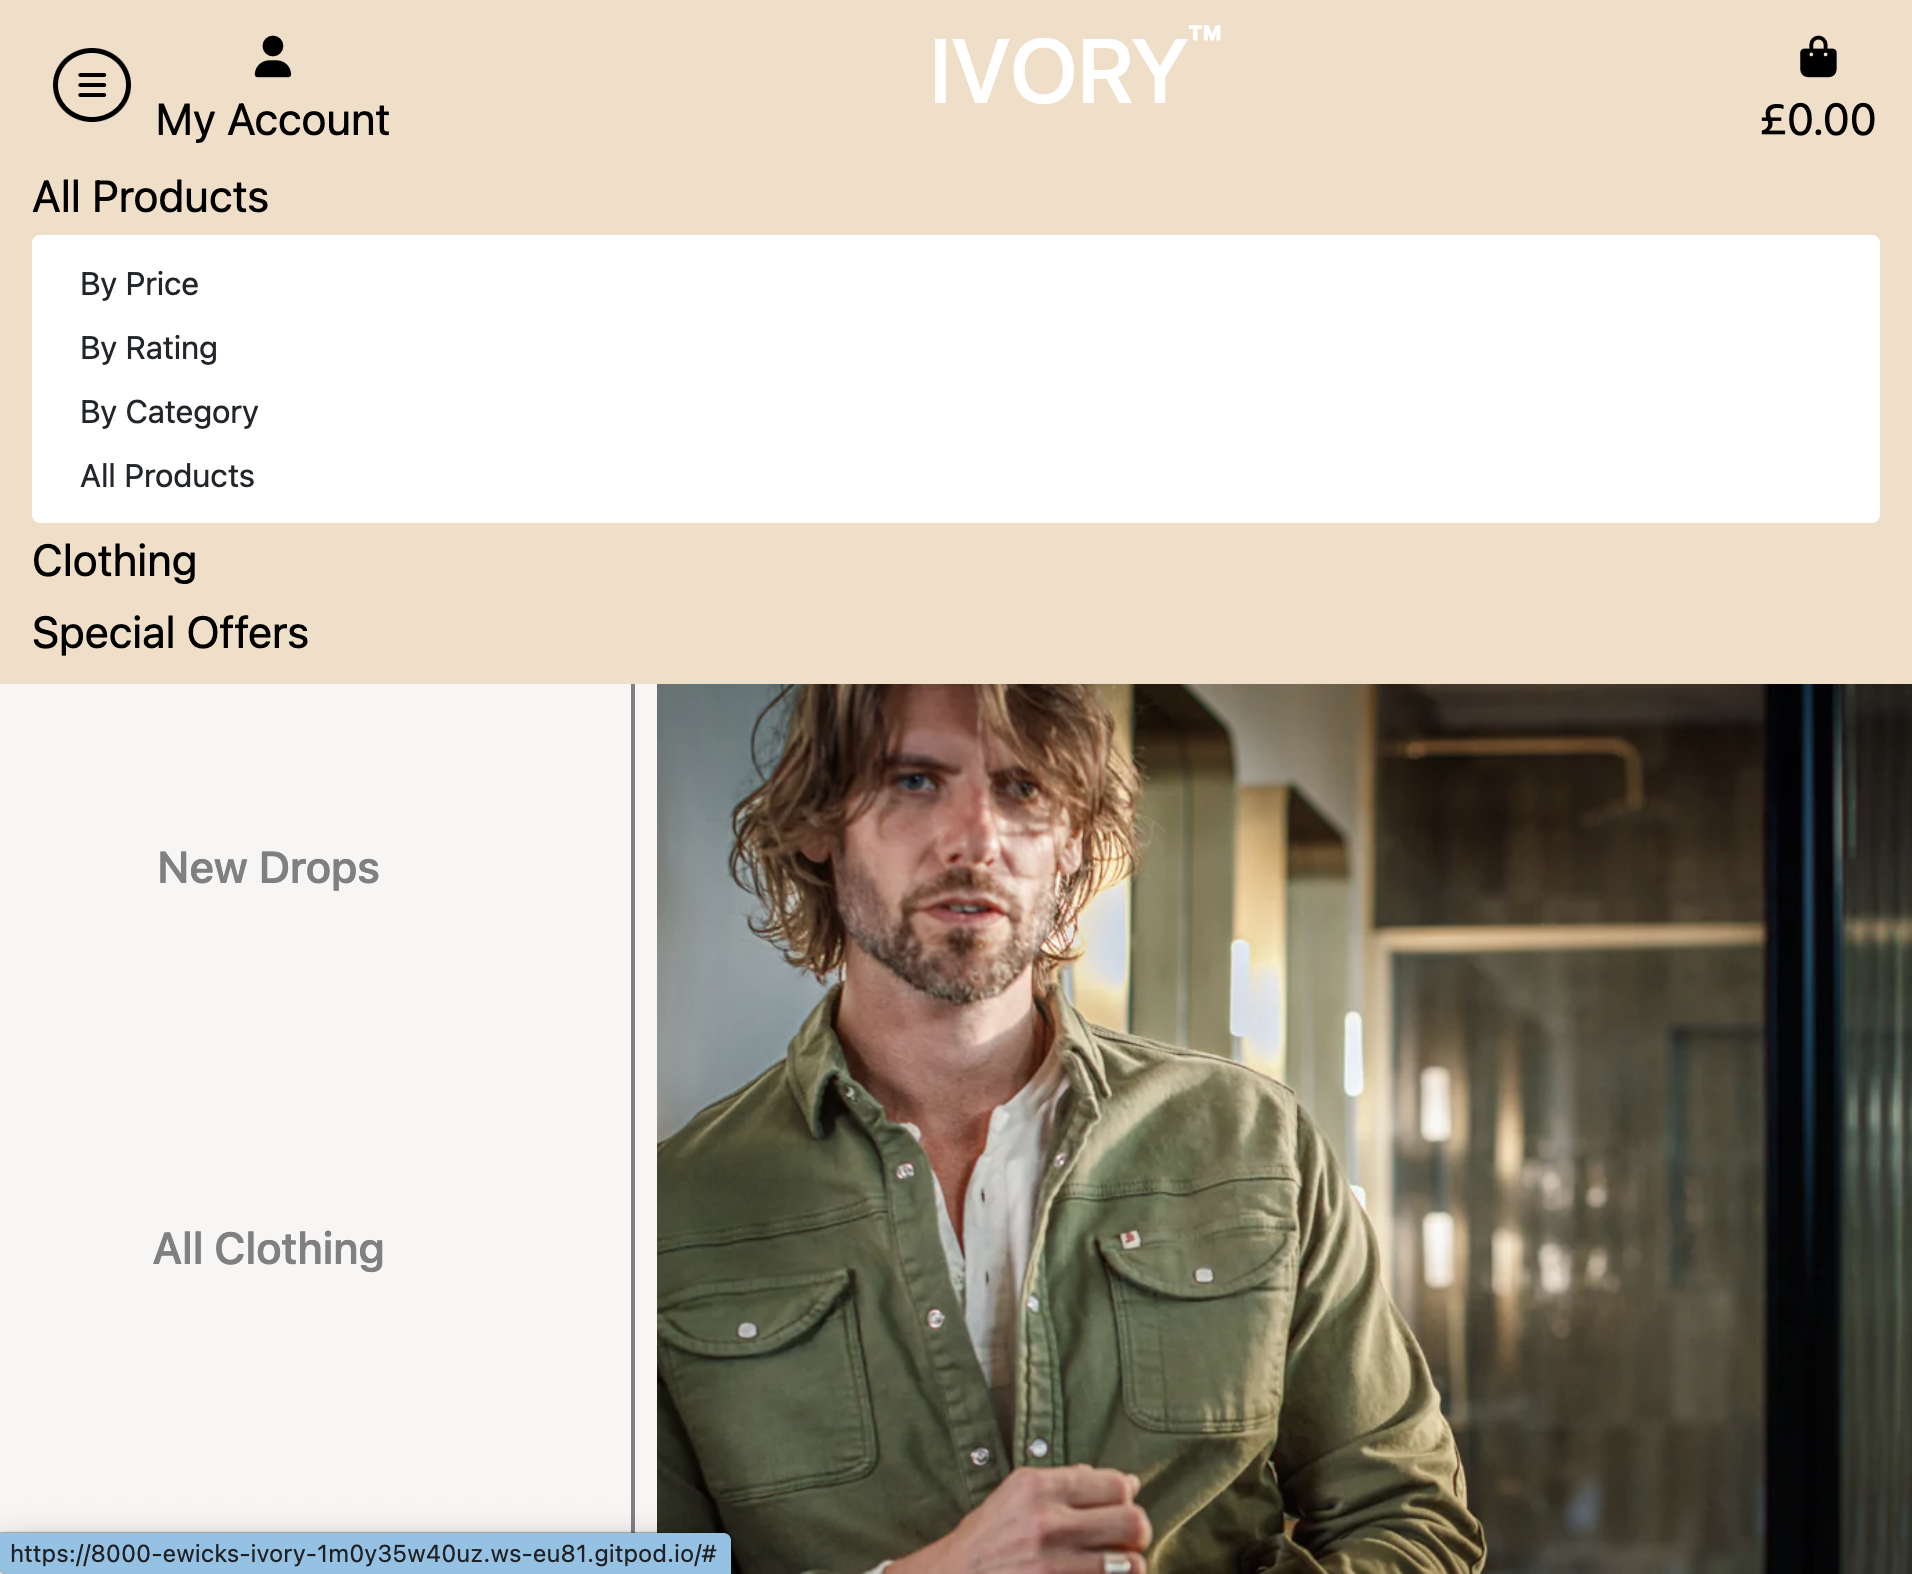 My Account
IVORY™
£0.00
All Products
By Price
By Rating
By Category
All Products
Clothing
Special Offers
New Drops
All Clothing
https://8000-ewicks-ivory-1m0y35w40uz.ws-eu81.gitpod.io/#